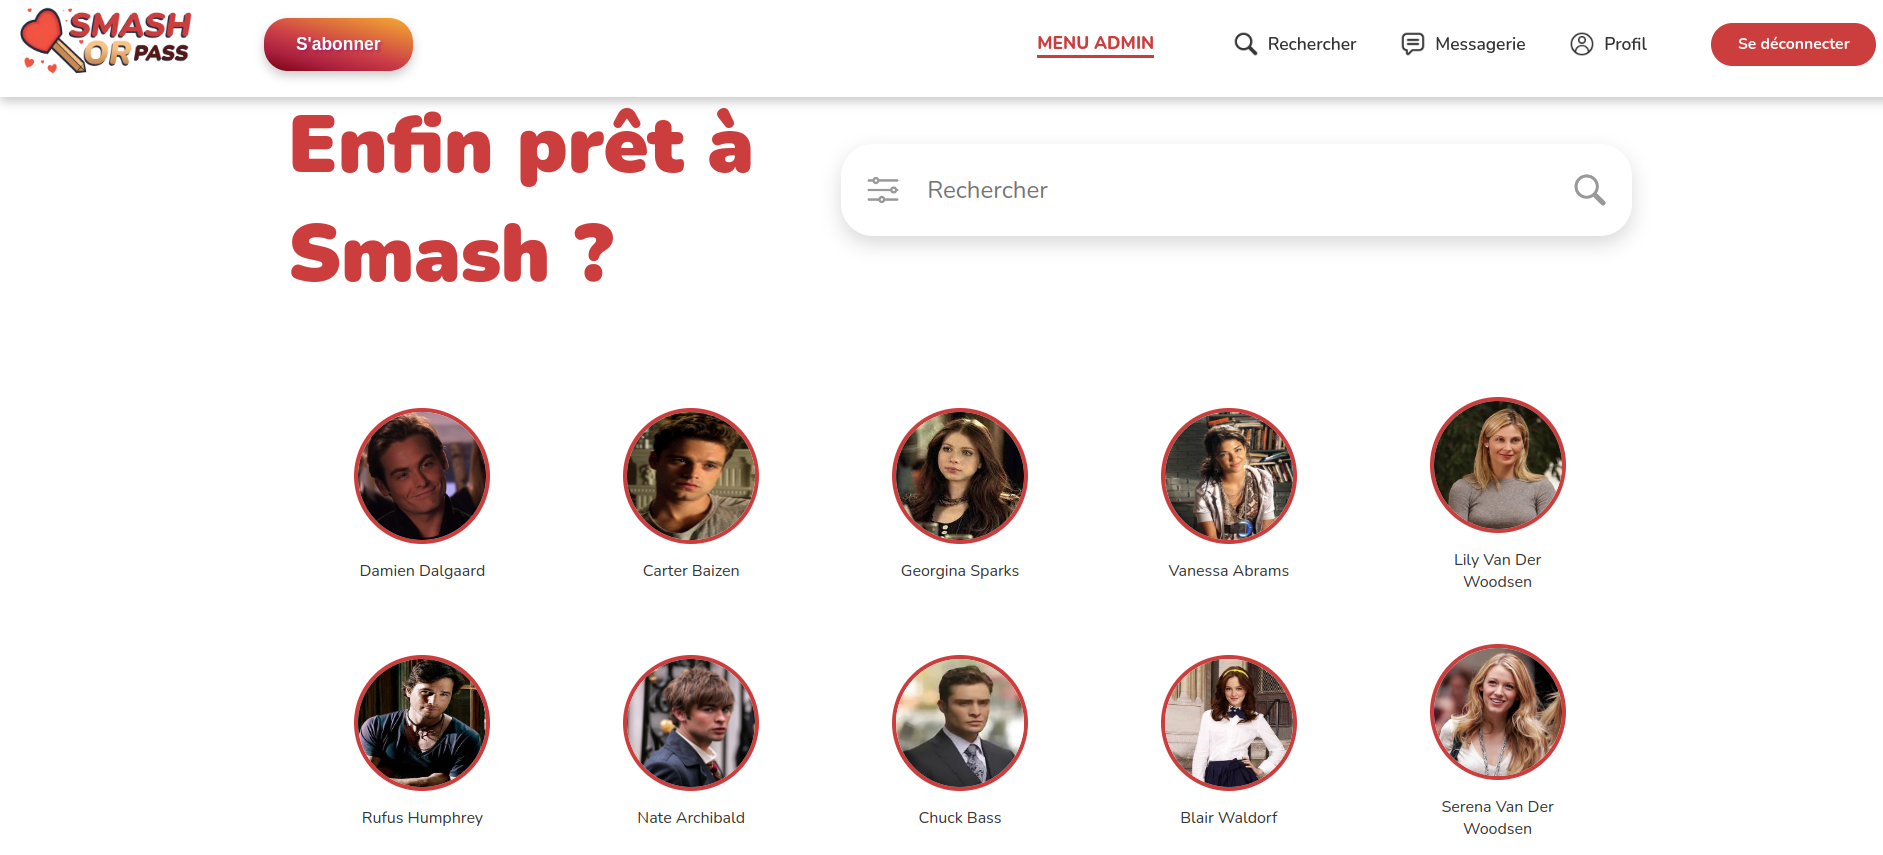 SMASH
OR PASS
S'abonner
MENU ADMIN
Rechercher
Messagerie
Profil
Se déconnecter
Enfin prêt à
Smash ?
Rechercher
Damien Dalgaard
Carter Baizen
Georgina Sparks
Vanessa Abrams
Lily Van Der
Woodsen
Rufus Humphrey
Nate Archibald
Chuck Bass
Blair Waldorf
Serena Van Der
Woodsen